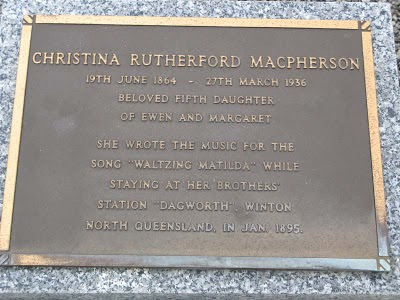 CHRISTINA RUTHERFORD MACPHERSON
19TH JUNE 1864 - 27TH MARCH 1936
BELOVED FIFTH DAUGHTER
OF EWEN AND MARGARET
SHE WROTE THE MUSIC FOR THE
SONG "WALTZING MATILDA" WHILE
STAYING AT HER BROTHERS'
STATION "DAGWORTH", WINTON
NORTH QUEENSLAND, IN JAN. 1895.